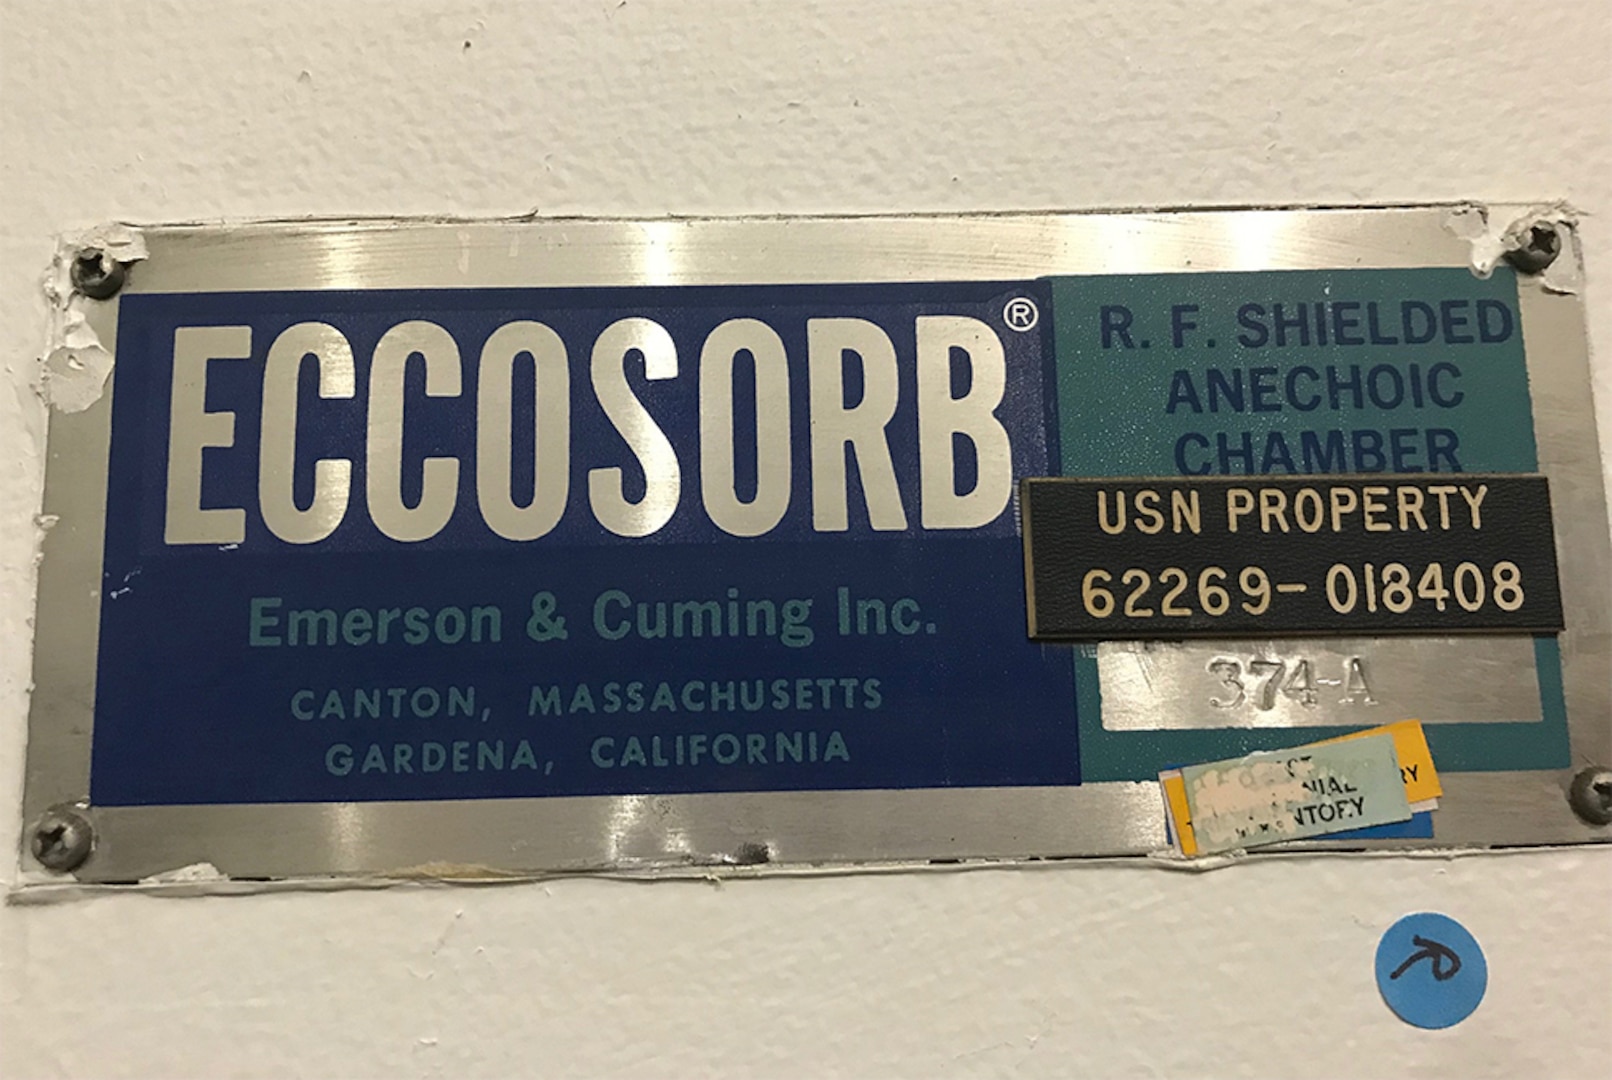 ECCOSORB®
Emerson & Cuming Inc.
CANTON, MASSACHUSETTS
GARDENA, CALIFORNIA
R. F. SHIELDED
ANECHOIC
CHAMBER
USN PROPERTY
62269-018408
374-A